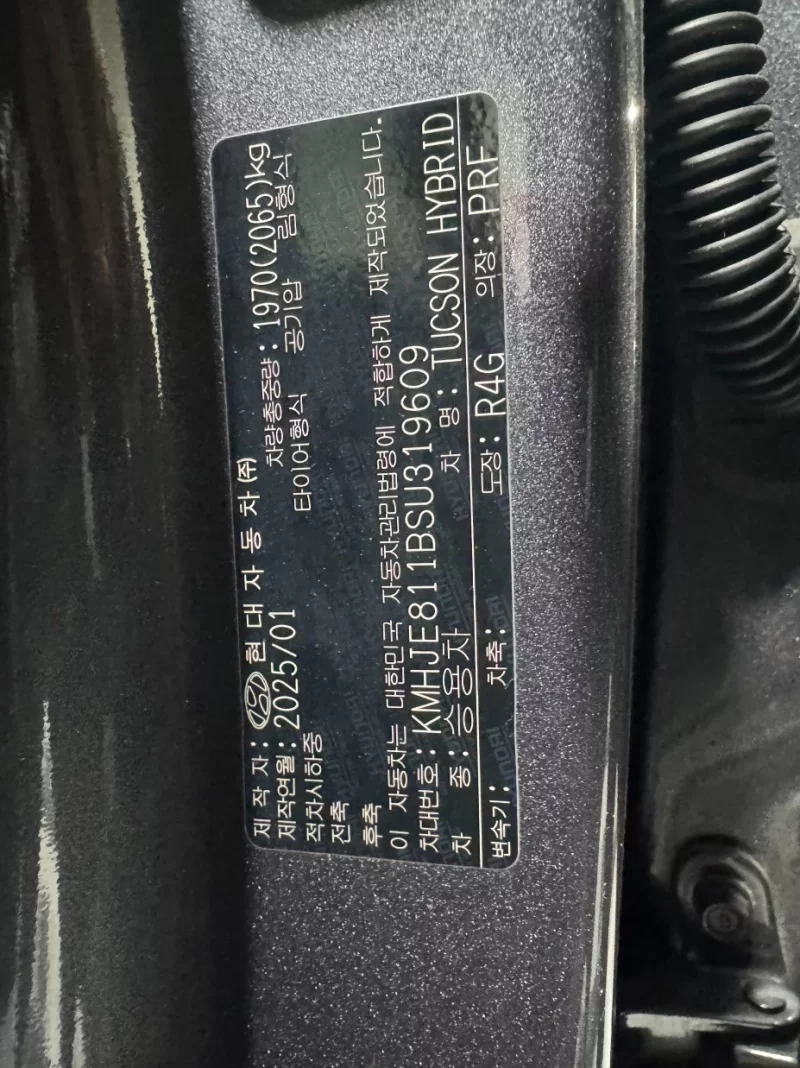 제 작 자: 현 대 자 동 차 (주)
제작연월: 2025/01 차량총중량: 1970(2065)kg
적차시하중 타이어형식 공기압 림형식
전축
후축
이 자동차는 대한민국 자동차관리법령에 적합하게 제작되었습니다.
차대번호: KMHJE811BSU319609
차 종: 승용차 차 명: TUCSON HYBRID
변속기: 차축: 도장: R4G 의장: PRF